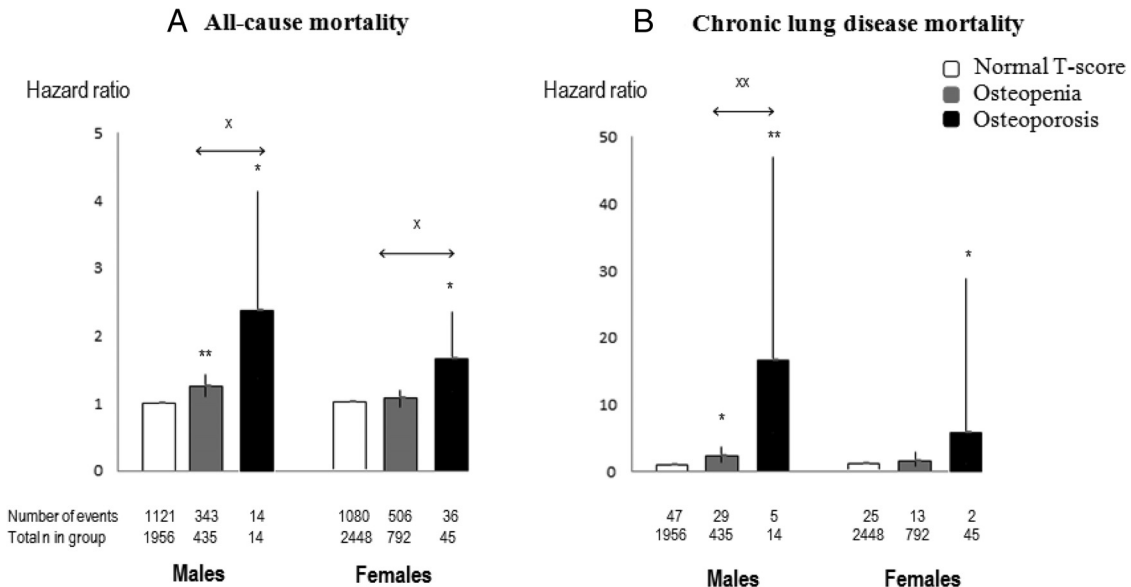 A All-cause mortality
Hazard ratio
5
4
3
2
1
0
x
**
*
x
*
Number of events 1121 343 14 1080 506 36
Total n in group 1956 435 14 2448 792 45
Males Females
B Chronic lung disease mortality
Normal T-score
Osteopenia
Osteoporosis
Hazard ratio
50
40
30
20
10
0
xx
**
*
*
47 29 5 25 13 2
1956 435 14 2448 792 45
Males Females